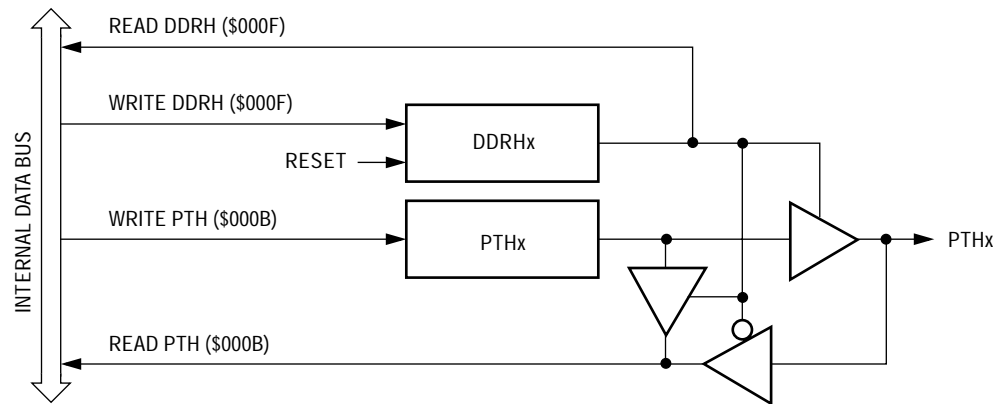 READ DDRH ($000F)
WRITE DDRH ($000F)
DDRHx
RESET
WRITE PTH ($000B)
PTHx
PTHx
READ PTH ($000B)
INTERNAL DATA BUS